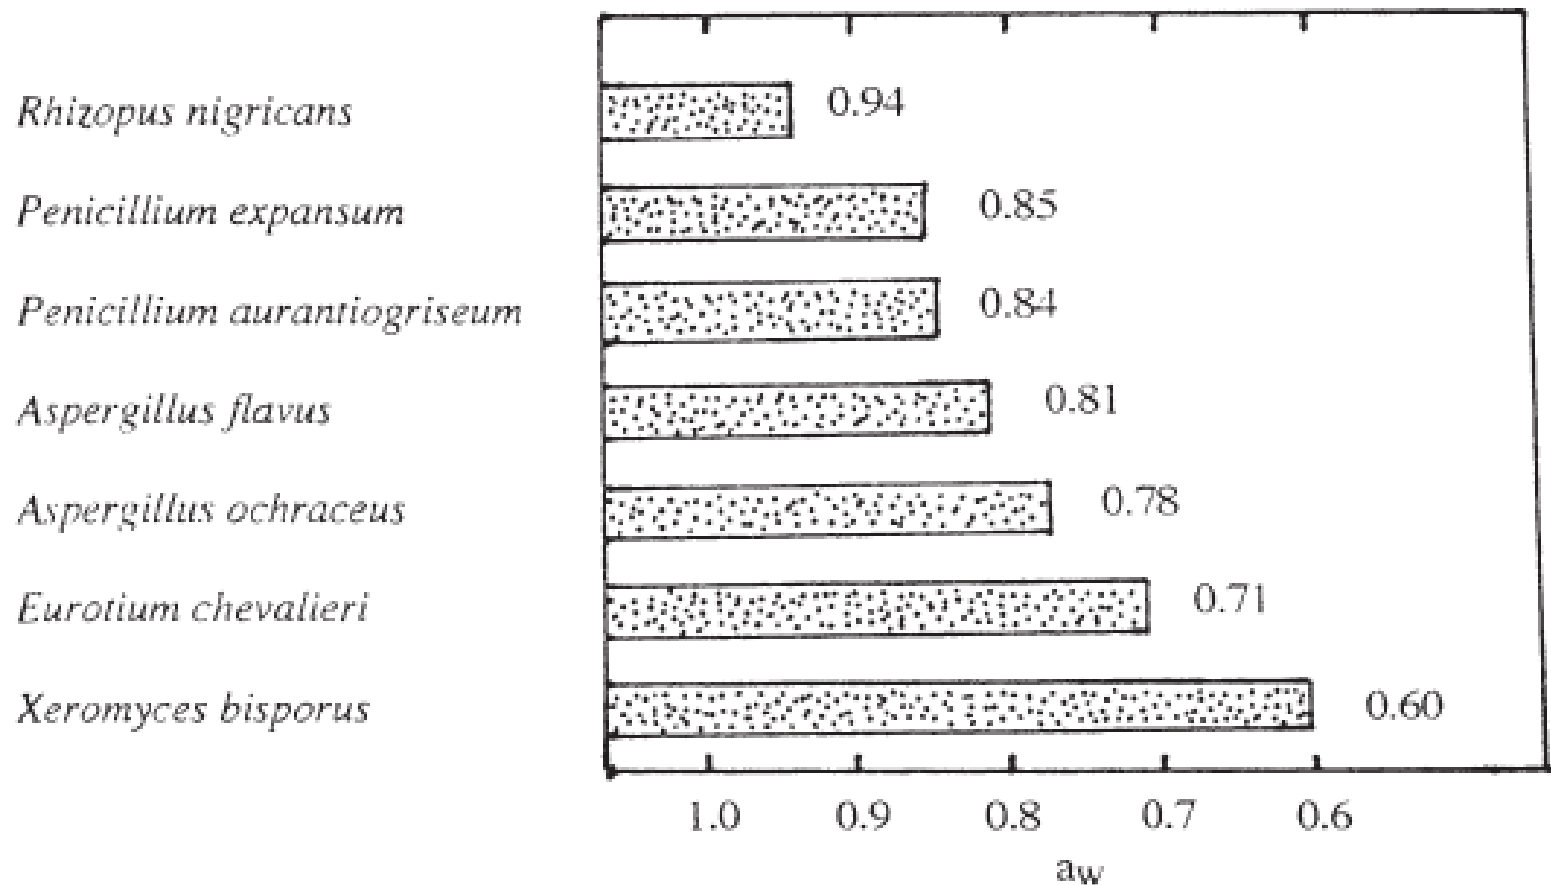 Rhizopus nigricans 0.94
Penicillium expansum 0.85
Penicillium aurantiogriseum 0.84
Aspergillus flavus 0.81
Aspergillus ochraceus 0.78
Eurotium chevalieri 0.71
Xeromyces bisporus 0.60
1.0 0.9 0.8 0.7 0.6
aw